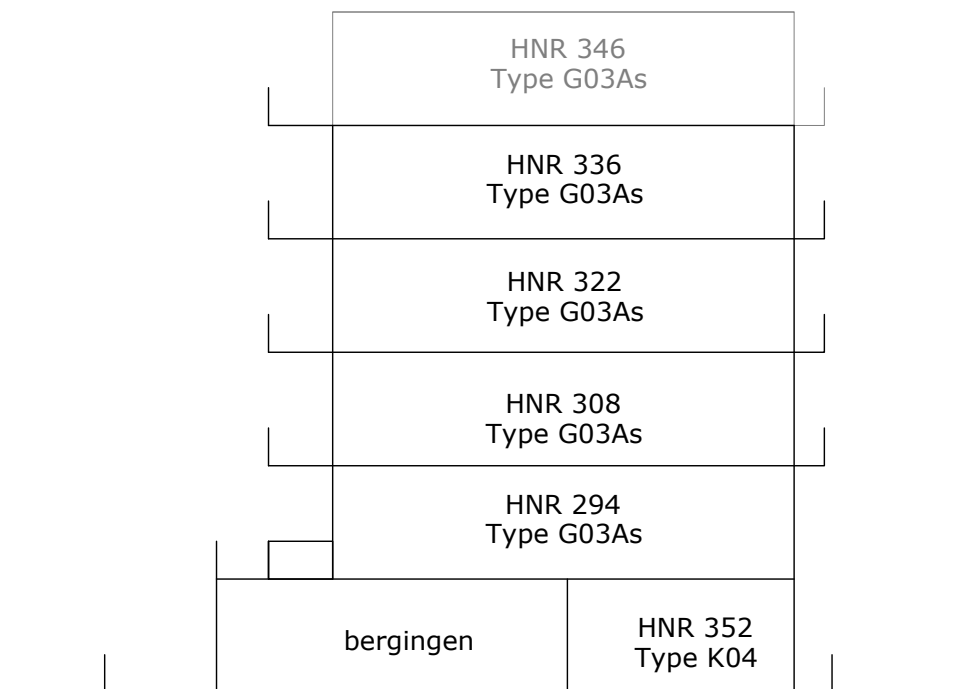 HNR 346
Type G03As
HNR 336
Type G03As
HNR 322
Type G03As
HNR 308
Type G03As
HNR 294
Type G03As
bergingen
HNR 352
Type K04